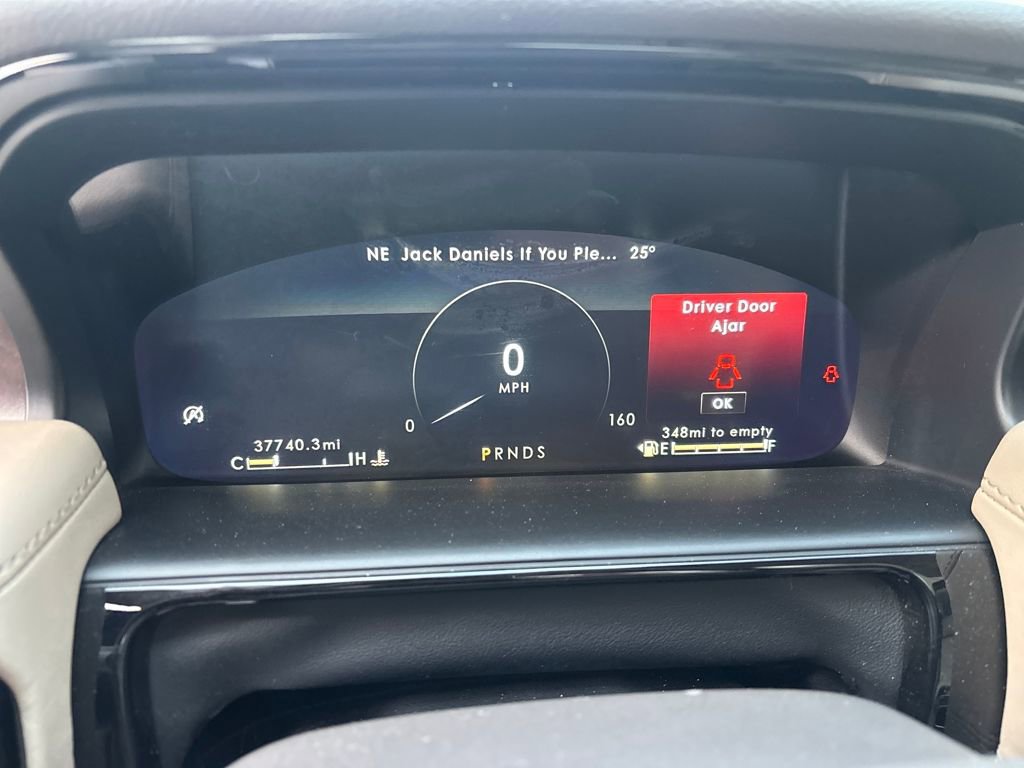 NE Jack Daniels If You Ple... 25°
Driver Door
Ajar
0
MPH
OK
0
160
37740.3mi
348mi to empty
C H
PRNDS
E F